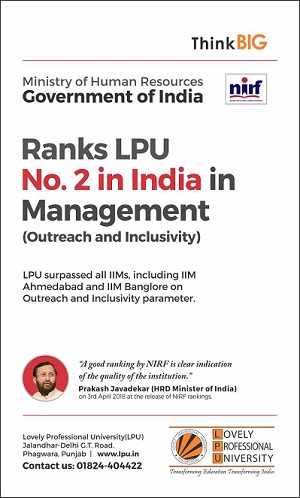 ThinkBIG
Ministry of Human Resources
Government of India
nirf
Ranks LPU
No. 2 in India in
Management
(Outreach and Inclusivity)
LPU surpassed all IIMs, including IIM
Ahmedabad and IIM Banglore on
Outreach and Inclusivity parameter.
"A good ranking by NIRF is clear indication
of the quality of the institution."
Prakash Javadekar (HRD Minister of India)
on 3rd April 2018 at the release of NIRF rankings.
Lovely Professional University(LPU)
Jalandhar-Delhi G.T. Road,
Phagwara, Punjab | www.lpu.in
Contact us: 01824-404422
L
P
U
LOVELY
PROFESSIONAL
UNIVERSITY
Transforming Education Transforming India